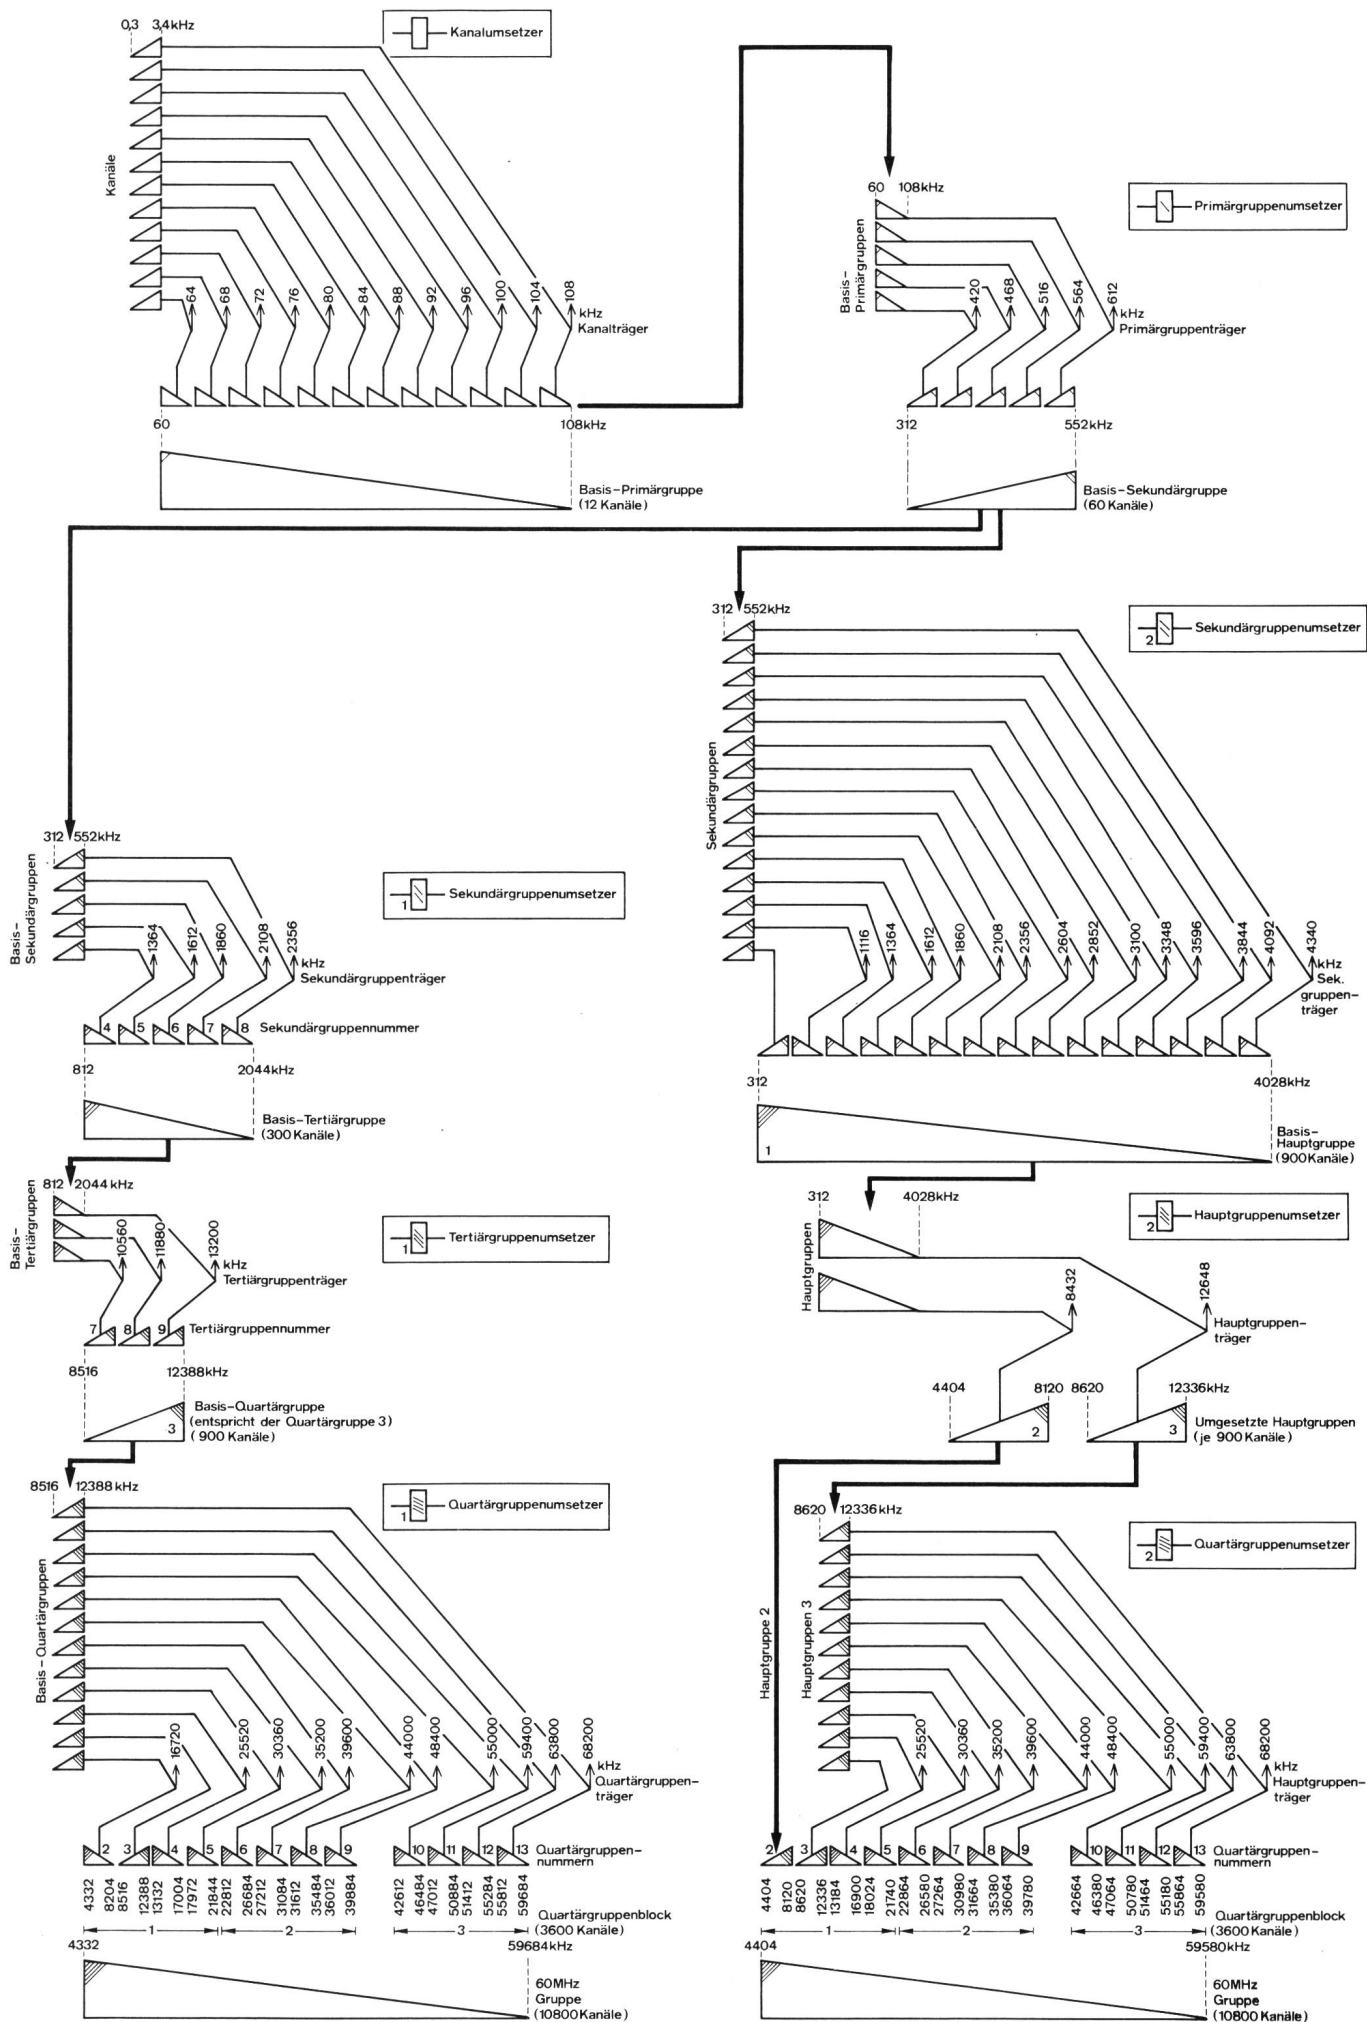 0,3 3,4kHz
Kanalumsetzer
Kanäle
64 68 72 76 80 84 88 92 96 100 104 108
kHz
Kanalträger
60 108kHz
Basis-Primärgruppe
(12 Kanäle)
60 108kHz
Primärgruppenumsetzer
Basis-
Primärgruppen
420 468 516 564 612
kHz
Primärgruppenträger
312 552kHz
Basis-Sekundärgruppe
(60 Kanäle)
312 552kHz
2 Sekundärgruppenumsetzer
Sekundärgruppen
1116 1364 1612 1860 2108 2356 2604 2852 3100 3348 3596 3844 4092 4340
kHz
Sek.
gruppen-
träger
312 4028kHz
1
Basis-
Hauptgruppe
(900 Kanäle)
312 552kHz
Basis-
Sekundärgruppen
1 Sekundärgruppenumsetzer
1364 1612 1860 2108 2356
kHz
Sekundärgruppenträger
4 5 6 7 8 Sekundärgruppennummer
812 2044kHz
Basis-Tertiärgruppe
(300 Kanäle)
812 2044 kHz
Basis-
Tertiärgruppen
1 Tertiärgruppenumsetzer
10560 11880 13200
kHz
Tertiärgruppenträger
7 8 9 Tertiärgruppennummer
8516 12388kHz
3
Basis-Quartärgruppe
(entspricht der Quartärgruppe 3)
(900 Kanäle)
312 4028kHz
2 Hauptgruppenumsetzer
Hauptgruppen
8432 12648
Hauptgruppen-
träger
4404 8120 8620 12336kHz
2 3
Umgesetzte Hauptgruppen
(je 900 Kanäle)
8516 12388 kHz
1 Quartärgruppenumsetzer
Basis-Quartärgruppen
16720 25520 30360 35200 39600 44000 48400 55000 59400 63800 68200
kHz
Quartärgruppen-
träger
2 3 4 5 6 7 8 9 10 11 12 13
Quartärgruppen-
nummern
4332 8204 8516 12388 13132 17004 17972 21844 22812 26684 27212 31084 31612 35484 36012 39884 42612 46484 47012 50884 51412 55284 55812 59684
1 2 3
Quartärgruppenblock
(3600 Kanäle)
4332 59684kHz
60MHz
Gruppe
(10800 Kanäle)
8620 12336kHz
2 Quartärgruppenumsetzer
Hauptgruppe 2
Hauptgruppen 3
25520 30360 35200 39600 44000 48400 55000 59400 63800 68200
kHz
Hauptgruppen-
träger
2 3 4 5 6 7 8 9 10 11 12 13
Quartärgruppen-
nummern
4404 8120 8620 12336 13184 16900 18024 21740 22864 26580 27264 30980 31664 35380 36064 39780 42664 46380 47064 50780 51464 55180 55864 59580
1 2 3
Quartärgruppenblock
(3600 Kanäle)
4404 59580kHz
60MHz
Gruppe
(10800 Kanäle)